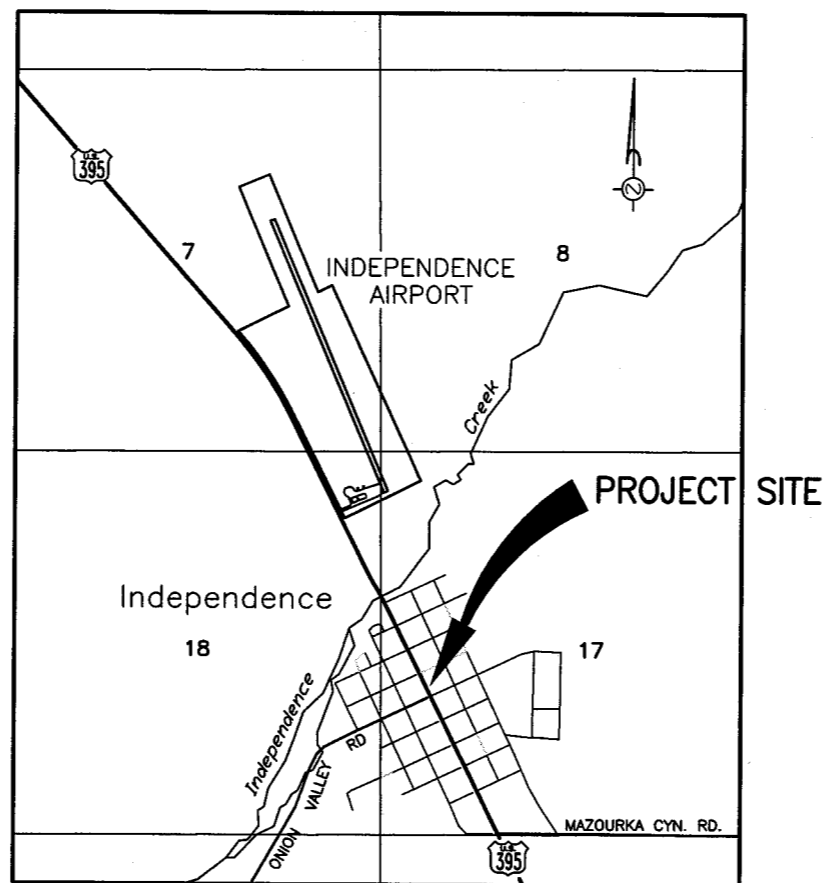 U.S.
395
7
8
INDEPENDENCE
AIRPORT
Creek
PROJECT SITE
Independence
18
17
Independence
ONION VALLEY RD
MAZOURKA CYN. RD.
U.S.
395